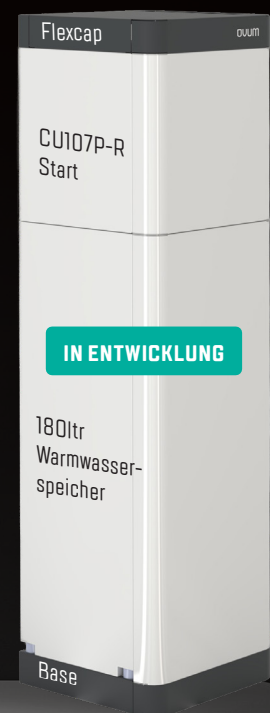 Flexcap
OVUM
CU107P-R
Start
IN ENTWICKLUNG
180ltr
Warmwasser-
speicher
Base